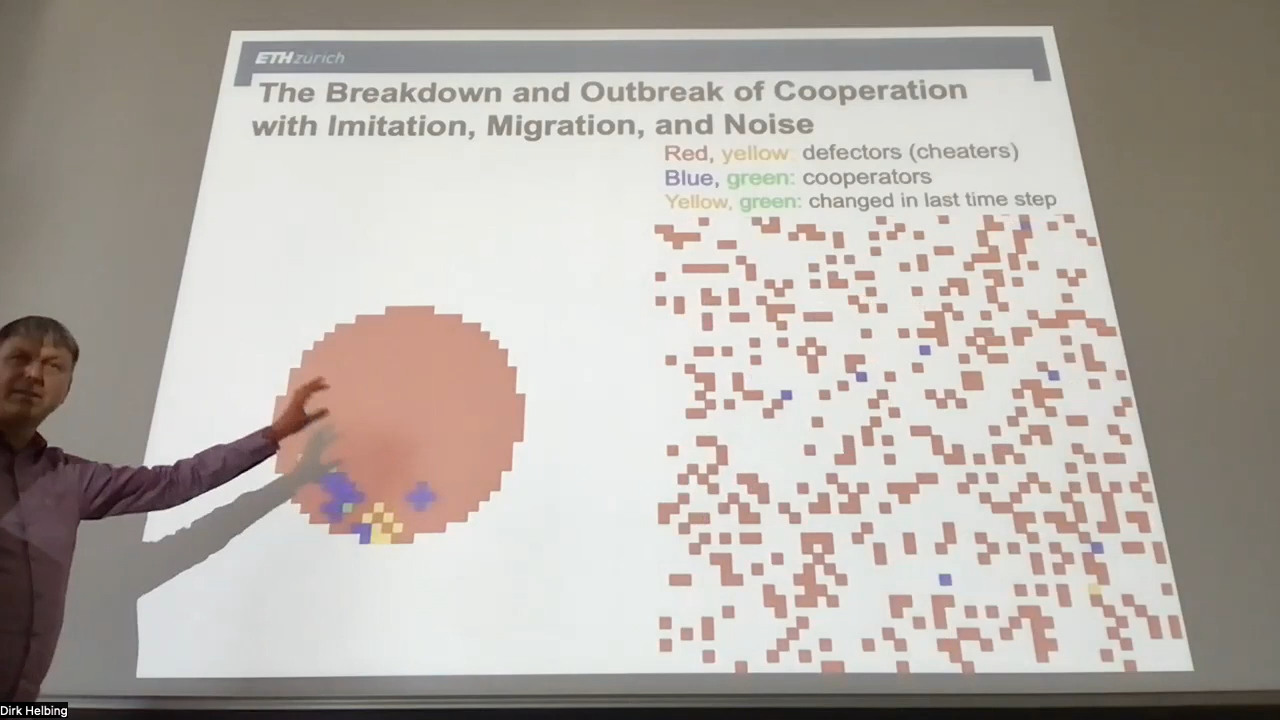 ETH zürich
The Breakdown and Outbreak of Cooperation
with Imitation, Migration, and Noise
Red, yellow: defectors (cheaters)
Blue, green: cooperators
Yellow, green: changed in last time step
Dirk Helbing